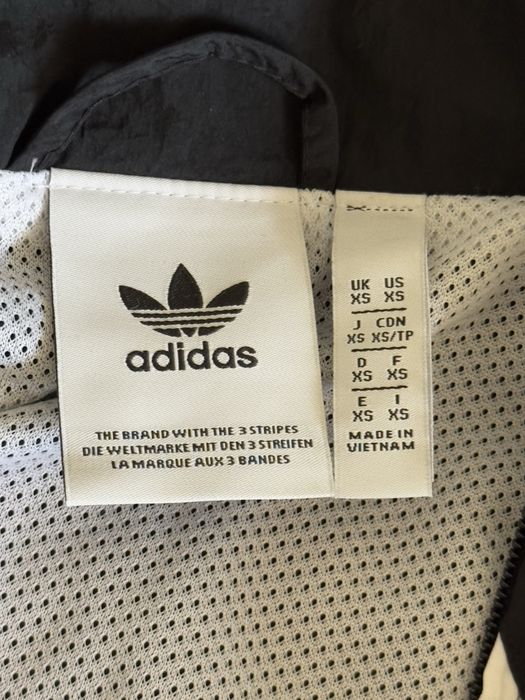 adidas
THE BRAND WITH THE 3 STRIPES
DIE WELTMARKE MIT DEN 3 STREIFEN
LA MARQUE AUX 3 BANDES
UK US
XS XS
J CDN
XS XS/TP
D F
XS XS
E I
XS XS
MADE IN
VIETNAM